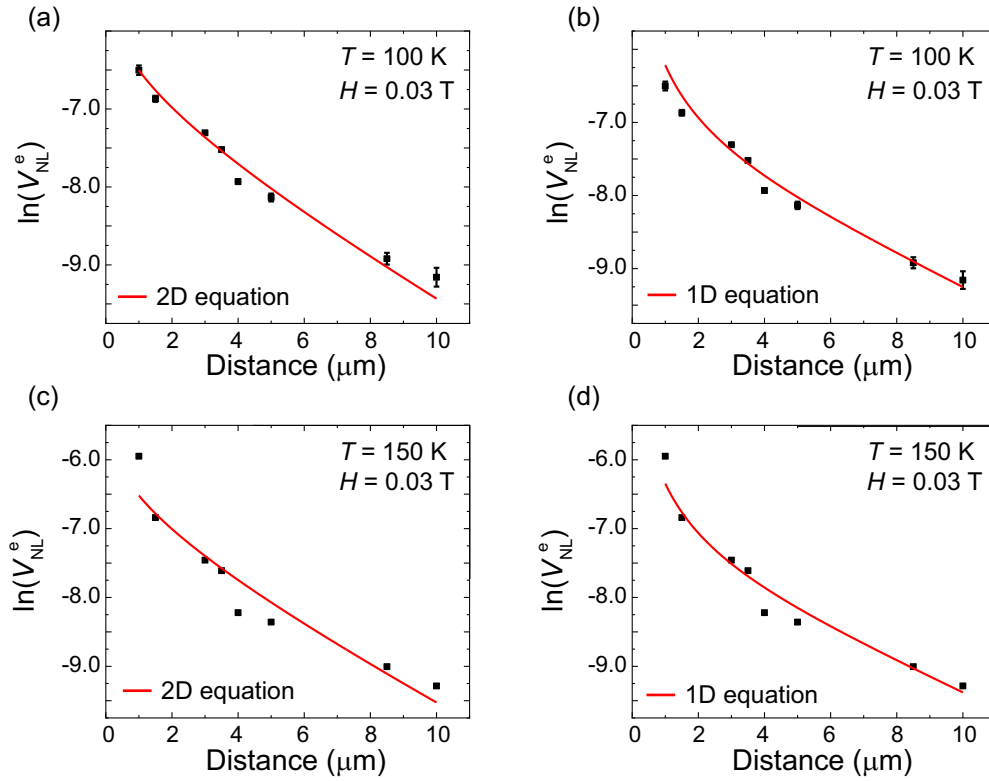 (a)
T = 100 K
H = 0.03 T
-7.0
-8.0
-9.0
ln(V_NL^e)
2D equation
0 2 4 6 8 10
Distance (μm)
(b)
T = 100 K
H = 0.03 T
-6.0
-7.0
-8.0
-9.0
ln(V_NL^e)
1D equation
0 2 4 6 8 10
Distance (μm)
(c)
T = 150 K
H = 0.03 T
-6.0
-7.0
-8.0
-9.0
ln(V_NL^e)
2D equation
0 2 4 6 8 10
Distance (μm)
(d)
T = 150 K
H = 0.03 T
-6.0
-7.0
-8.0
-9.0
ln(V_NL^e)
1D equation
0 2 4 6 8 10
Distance (μm)